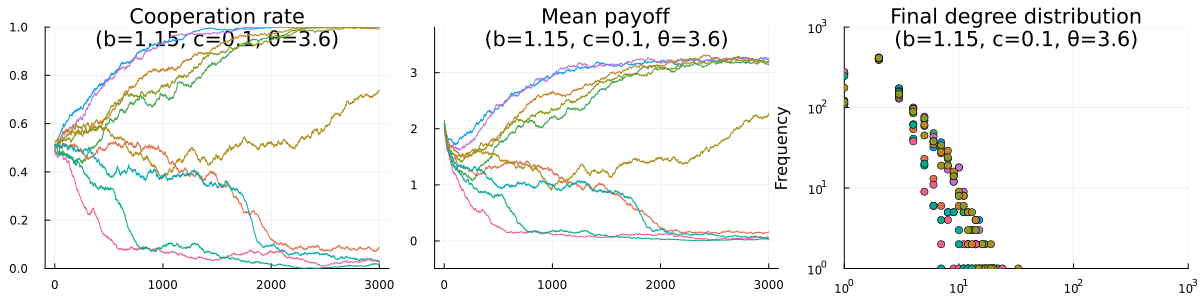 Cooperation rate
(b=1.15, c=0.1, θ=3.6)
1.0
0.8
0.6
0.4
0.2
0.0
0 1000 2000 3000
Mean payoff
(b=1.15, c=0.1, θ=3.6)
3
2
1
0
0 1000 2000 3000
Final degree distribution
(b=1.15, c=0.1, θ=3.6)
Frequency
10³
10²
10¹
10⁰
10⁰ 10¹ 10² 10³